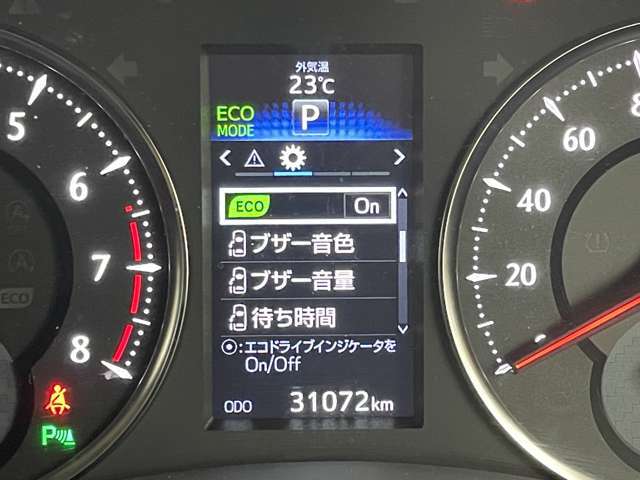 外気温
23℃
ECO
MODE
P
ECO On
ブザー音色
ブザー音量
待ち時間
⦿:エコドライブインジケータを
On/Off
ODO 31072km
5
6
7
8
ECO
P
80
60
40
20